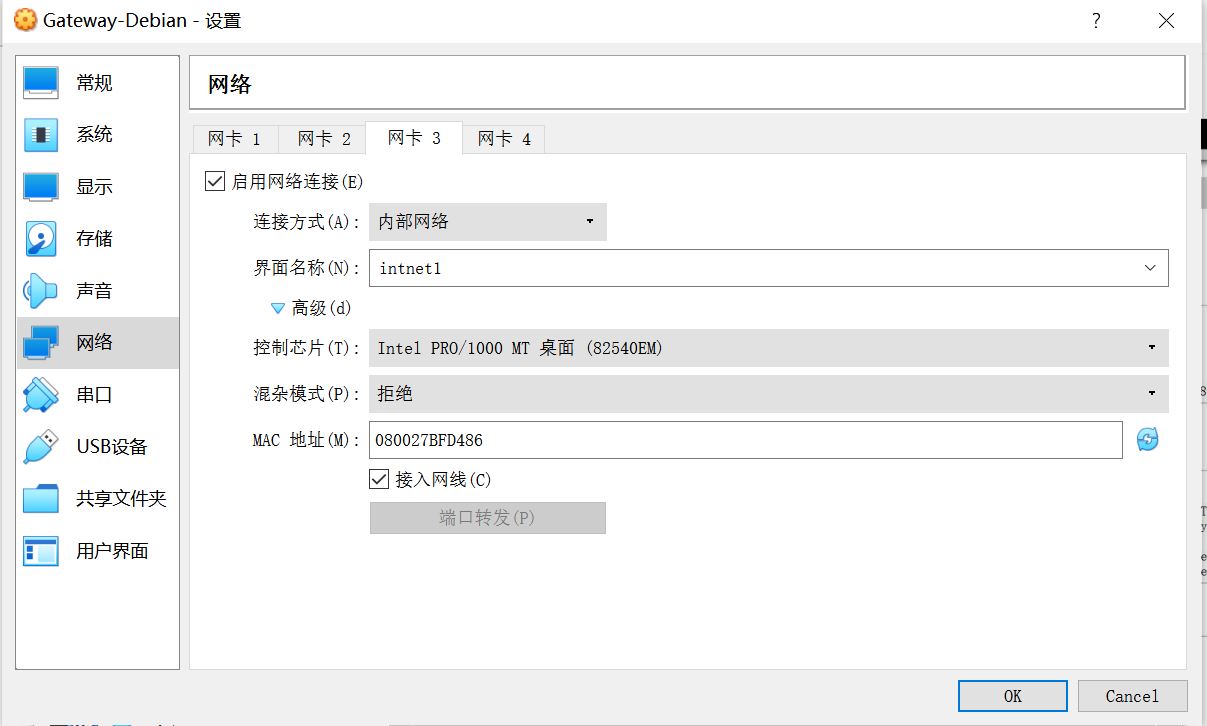 Gateway-Debian - 设置
?
常规
系统
显示
存储
声音
网络
串口
USB设备
共享文件夹
用户界面
网络
网卡 1 网卡 2 网卡 3 网卡 4
启用网络连接(E)
连接方式(A): 内部网络
界面名称(N): intnet1
高级(d)
控制芯片(T): Intel PRO/1000 MT 桌面 (82540EM)
混杂模式(P): 拒绝
MAC 地址(M): 080027BFD486
接入网线(C)
端口转发(P)
OK Cancel